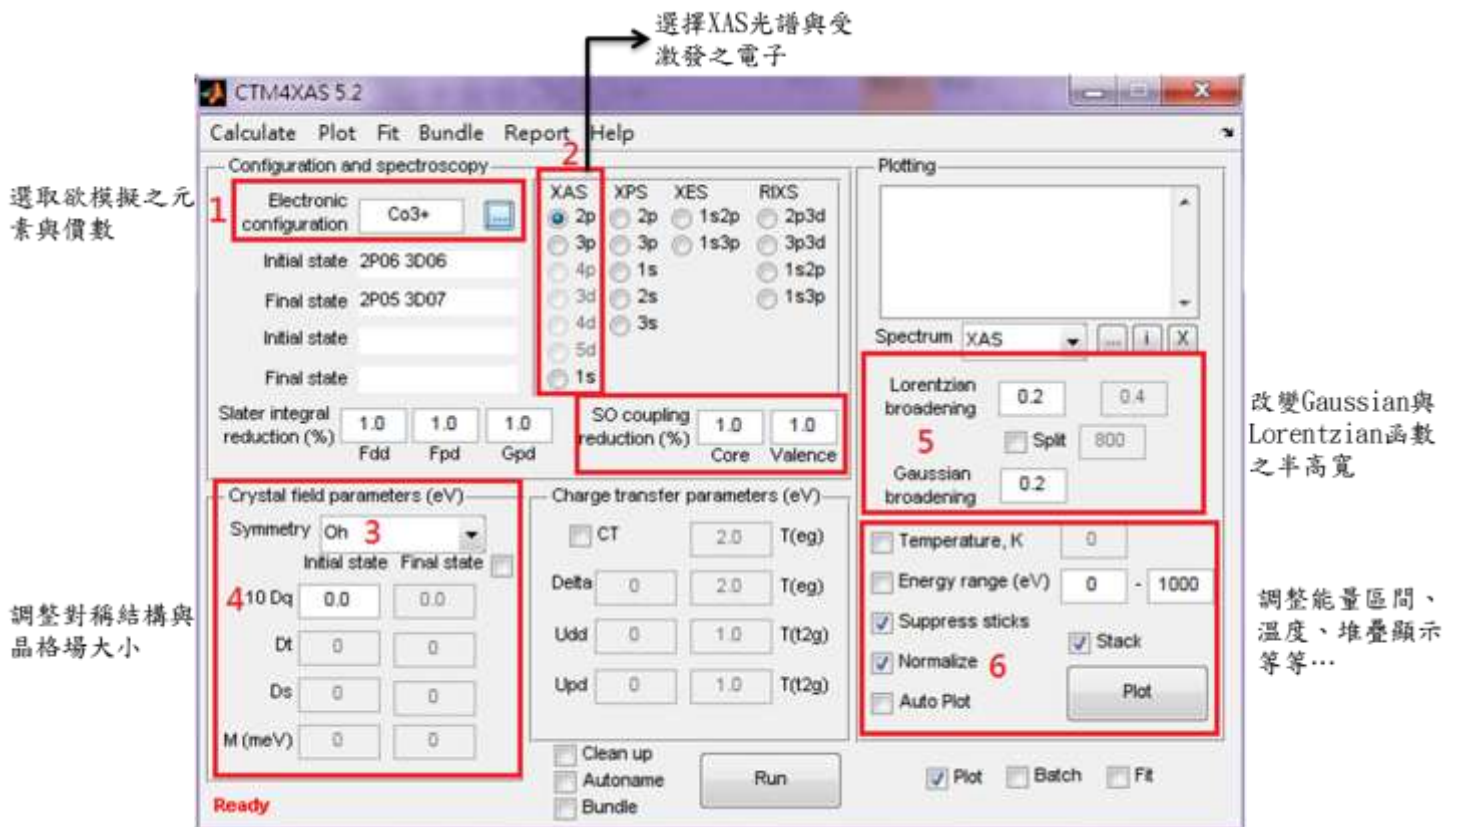 選擇XAS光譜與受
激發之電子
CTM4XAS 5.2
Calculate Plot Fit Bundle Report Help
選取欲模擬之元
素與價數
Configuration and spectroscopy
1
Electronic
configuration
Co3+
...
Initial state 2P06 3D06
Final state 2P05 3D07
Initial state
Final state
2
XAS XPS XES RIXS
2p 2p 1s2p 2p3d
3p 3p 1s3p 3p3d
4p 1s 1s2p
3d 2s 1s3p
4d 3s
5d
1s
Slater integral
reduction (%)
1.0 1.0 1.0
Fdd Fpd Gpd
SO coupling
reduction (%)
1.0 1.0
Core Valence
Plotting
Spectrum XAS ... i X
Lorentzian
broadening
0.2 0.4
5
Split 800
Gaussian
broadening
0.2
改變Gaussian與
Lorentzian函數
之半高寬
調整對稱結構與
晶格場大小
Crystal field parameters (eV)
Symmetry Oh 3
Initial state Final state
4 10 Dq 0.0 0.0
Dt 0 0
Ds 0 0
M (meV) 0 0
Charge transfer parameters (eV)
CT 2.0 T(eg)
Delta 0 2.0 T(eg)
Udd 0 1.0 T(t2g)
Upd 0 1.0 T(t2g)
Temperature, K 0
Energy range (eV) 0 - 1000
Suppress sticks
Stack
Normalize 6
Auto Plot
Plot
調整能量區間、
溫度、堆疊顯示
等等…
Clean up
Autoname
Bundle
Run
Plot Batch Fit
Ready